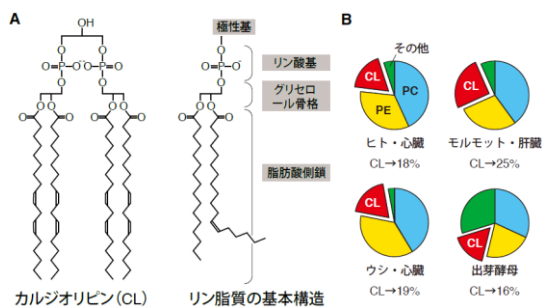 A
OH
O O
O=P-O⁻ ⁻O-P=O
O O
O O O O
O O O O
カルジオリピン(CL)
極性基
O
O=P-O⁻
O
O O
O O
リン酸基
グリセロ
ール骨格
脂肪酸側鎖
リン脂質の基本構造
B
その他
CL
PC
PE
ヒト・心臓
CL→18%
CL
モルモット・肝臓
CL→25%
CL
ウシ・心臓
CL→19%
CL
出芽酵母
CL→16%